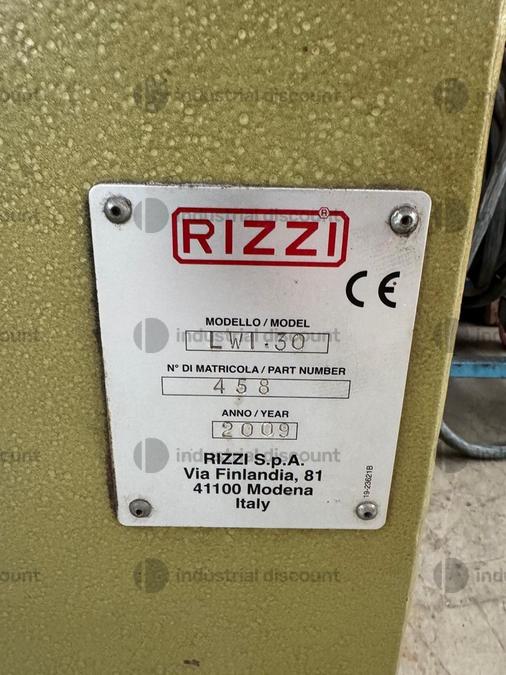 RIZZI®
CE
MODELLO / MODEL
LWI.30
N° DI MATRICOLA / PART NUMBER
458
ANNO / YEAR
2009
RIZZI S.p.A.
Via Finlandia, 81
41100 Modena
Italy
19-23621B
industrial discount